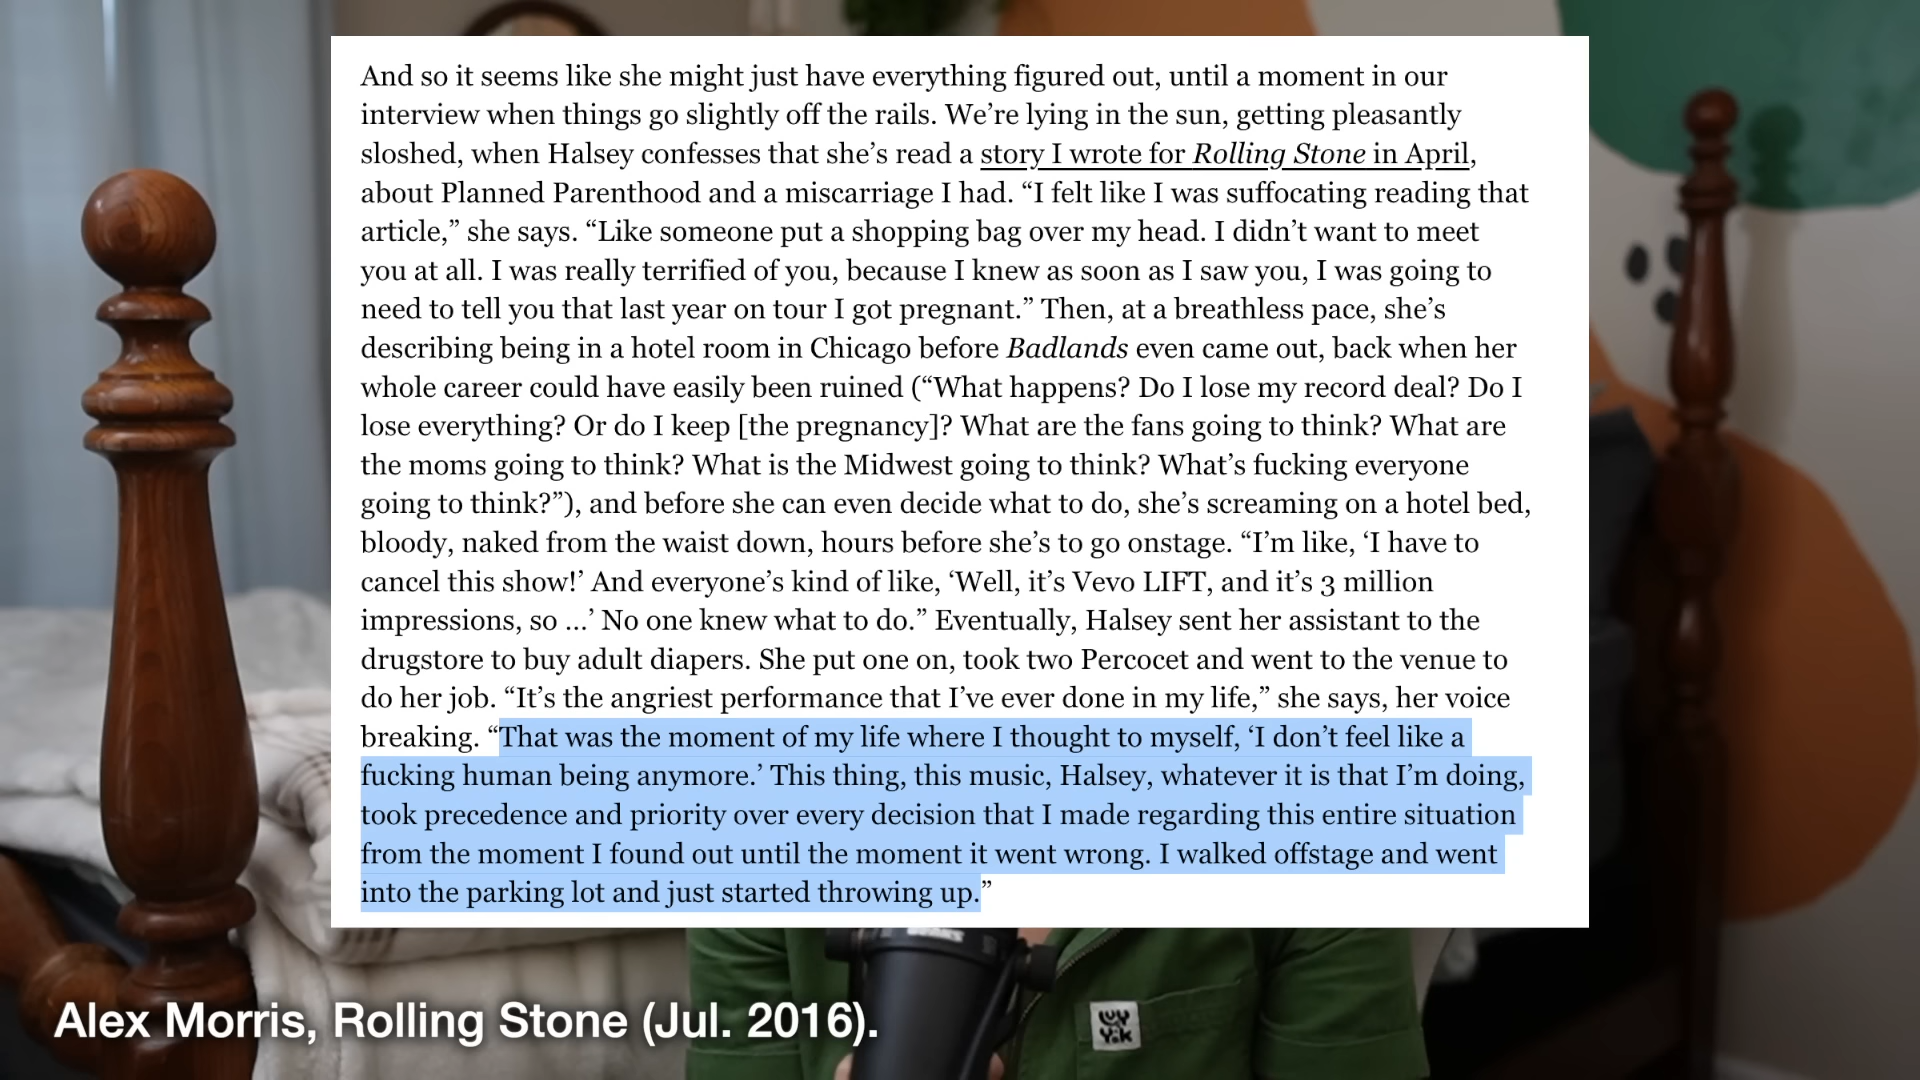 And so it seems like she might just have everything figured out, until a moment in our
interview when things go slightly off the rails. We’re lying in the sun, getting pleasantly
sloshed, when Halsey confesses that she’s read a story I wrote for Rolling Stone in April,
about Planned Parenthood and a miscarriage I had. “I felt like I was suffocating reading that
article,” she says. “Like someone put a shopping bag over my head. I didn’t want to meet
you at all. I was really terrified of you, because I knew as soon as I saw you, I was going to
need to tell you that last year on tour I got pregnant.” Then, at a breathless pace, she’s
describing being in a hotel room in Chicago before Badlands even came out, back when her
whole career could have easily been ruined (“What happens? Do I lose my record deal? Do I
lose everything? Or do I keep [the pregnancy]? What are the fans going to think? What are
the moms going to think? What is the Midwest going to think? What’s fucking everyone
going to think?”), and before she can even decide what to do, she’s screaming on a hotel bed,
bloody, naked from the waist down, hours before she’s to go onstage. “I’m like, ‘I have to
cancel this show!’ And everyone’s kind of like, ‘Well, it’s Vevo LIFT, and it’s 3 million
impressions, so …’ No one knew what to do.” Eventually, Halsey sent her assistant to the
drugstore to buy adult diapers. She put one on, took two Percocet and went to the venue to
do her job. “It’s the angriest performance that I’ve ever done in my life,” she says, her voice
breaking. “That was the moment of my life where I thought to myself, ‘I don’t feel like a
fucking human being anymore.’ This thing, this music, Halsey, whatever it is that I’m doing,
took precedence and priority over every decision that I made regarding this entire situation
from the moment I found out until the moment it went wrong. I walked offstage and went
into the parking lot and just started throwing up.”
Alex Morris, Rolling Stone (Jul. 2016).